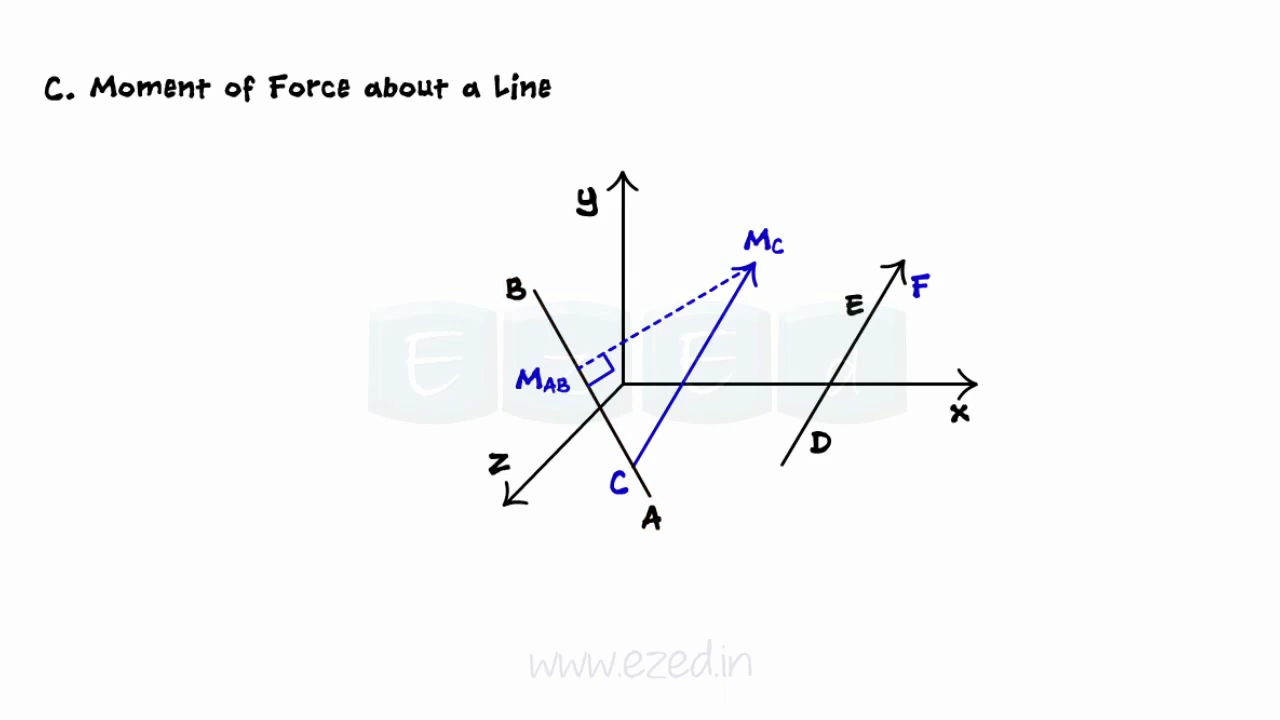 C. Moment of Force about a Line
y
MC
B
E
F
MAB
x
D
Z
C
A
E z E d
www.ezed.in